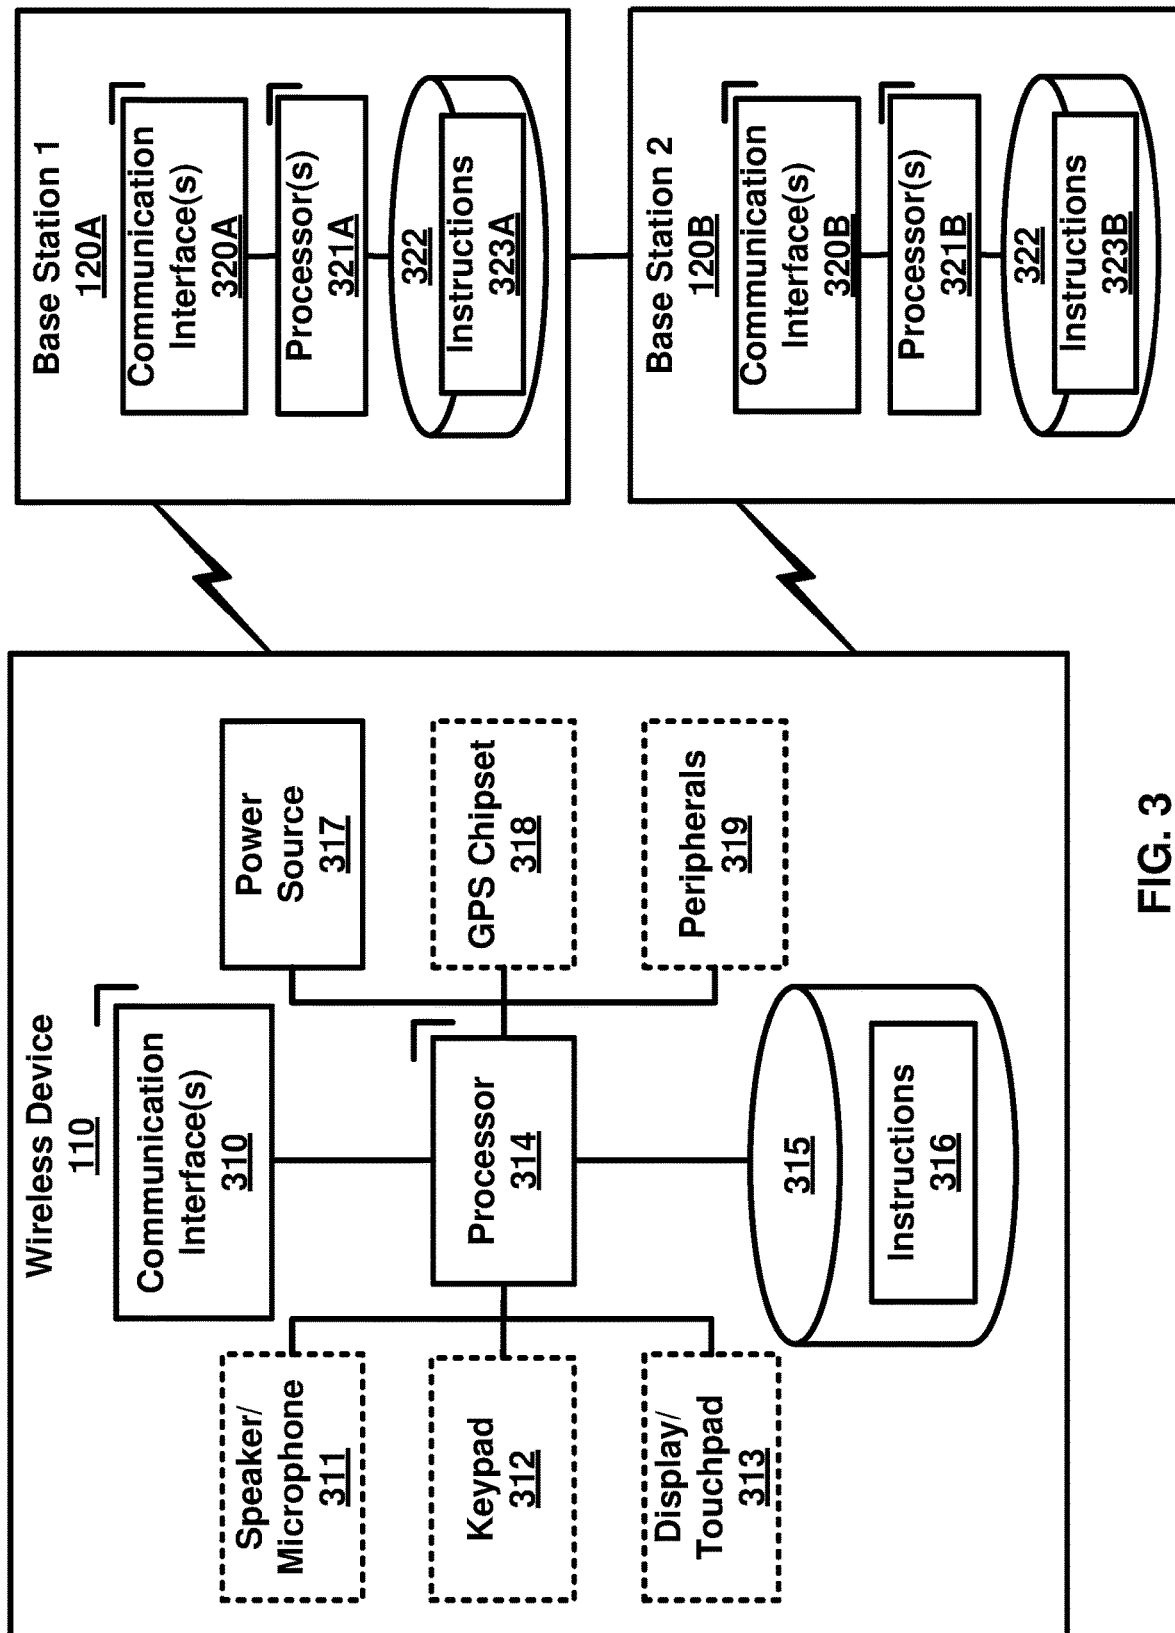 Wireless Device
110
Communication
Interface(s)
310
Speaker/
Microphone
311
Keypad
312
Display/
Touchpad
313
Processor
314
Power
Source
317
GPS Chipset
318
Peripherals
319
315
Instructions
316
Base Station 1
120A
Communication
Interface(s)
320A
Processor(s)
321A
322
Instructions
323A
Base Station 2
120B
Communication
Interface(s)
320B
Processor(s)
321B
322
Instructions
323B
FIG. 3